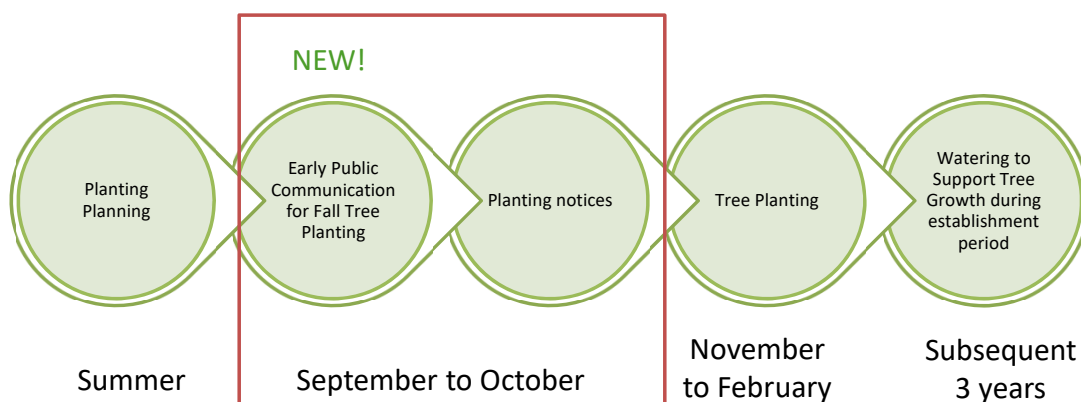 NEW!
Planting
Planning
Early Public
Communication
for Fall Tree
Planting
Planting notices
Tree Planting
Watering to
Support Tree
Growth during
establishment
period
Summer
September to October
November
to February
Subsequent
3 years